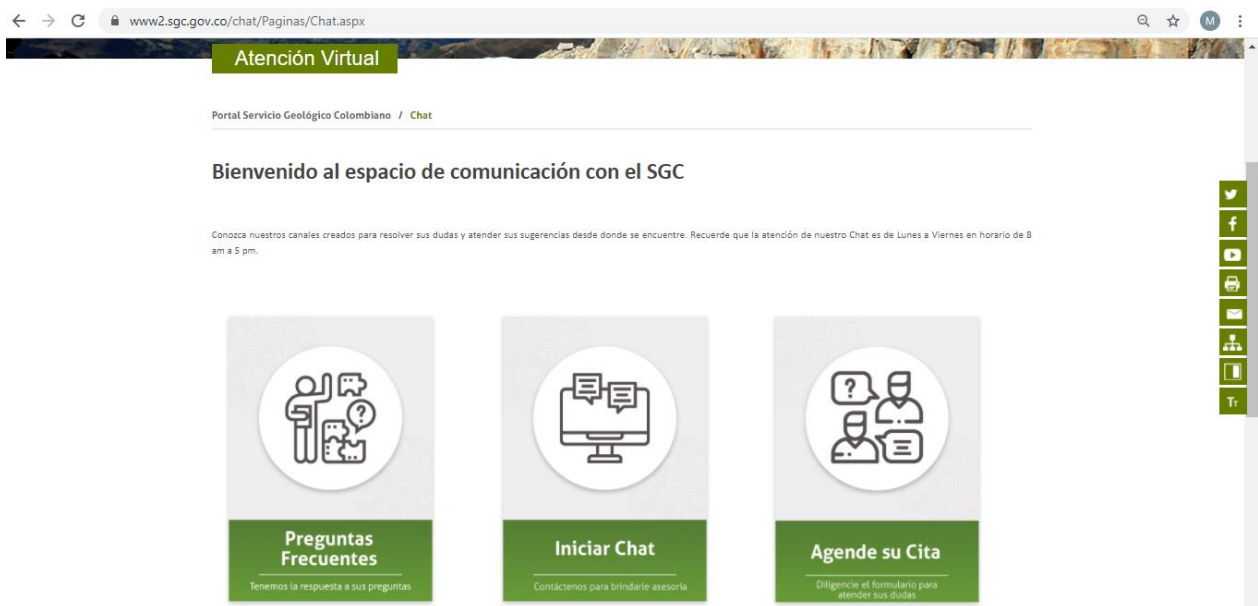 www2.sgc.gov.co/chat/Paginas/Chat.aspx
M
Atención Virtual
Portal Servicio Geológico Colombiano / Chat
Bienvenido al espacio de comunicación con el SGC
Conozca nuestros canales creados para resolver sus dudas y atender sus sugerencias desde donde se encuentre. Recuerde que la atención de nuestro Chat es de Lunes a Viernes en horario de 8
am a 5 pm.
Preguntas
Frecuentes
Tenemos la respuesta a sus preguntas
Iniciar Chat
Contáctenos para brindarle asesoría
Agende su Cita
Diligencie el formulario para
atender sus dudas
TT